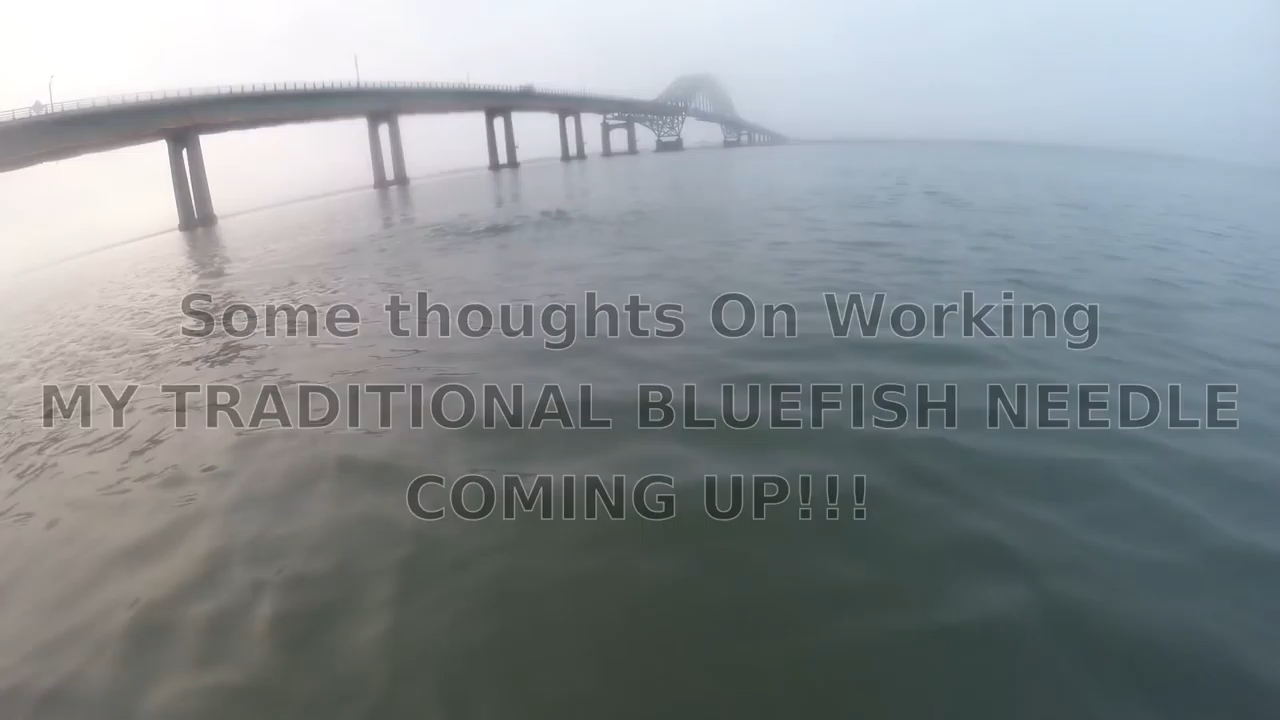 Some thoughts On Working
MY TRADITIONAL BLUEFISH NEEDLE
COMING UP!!!